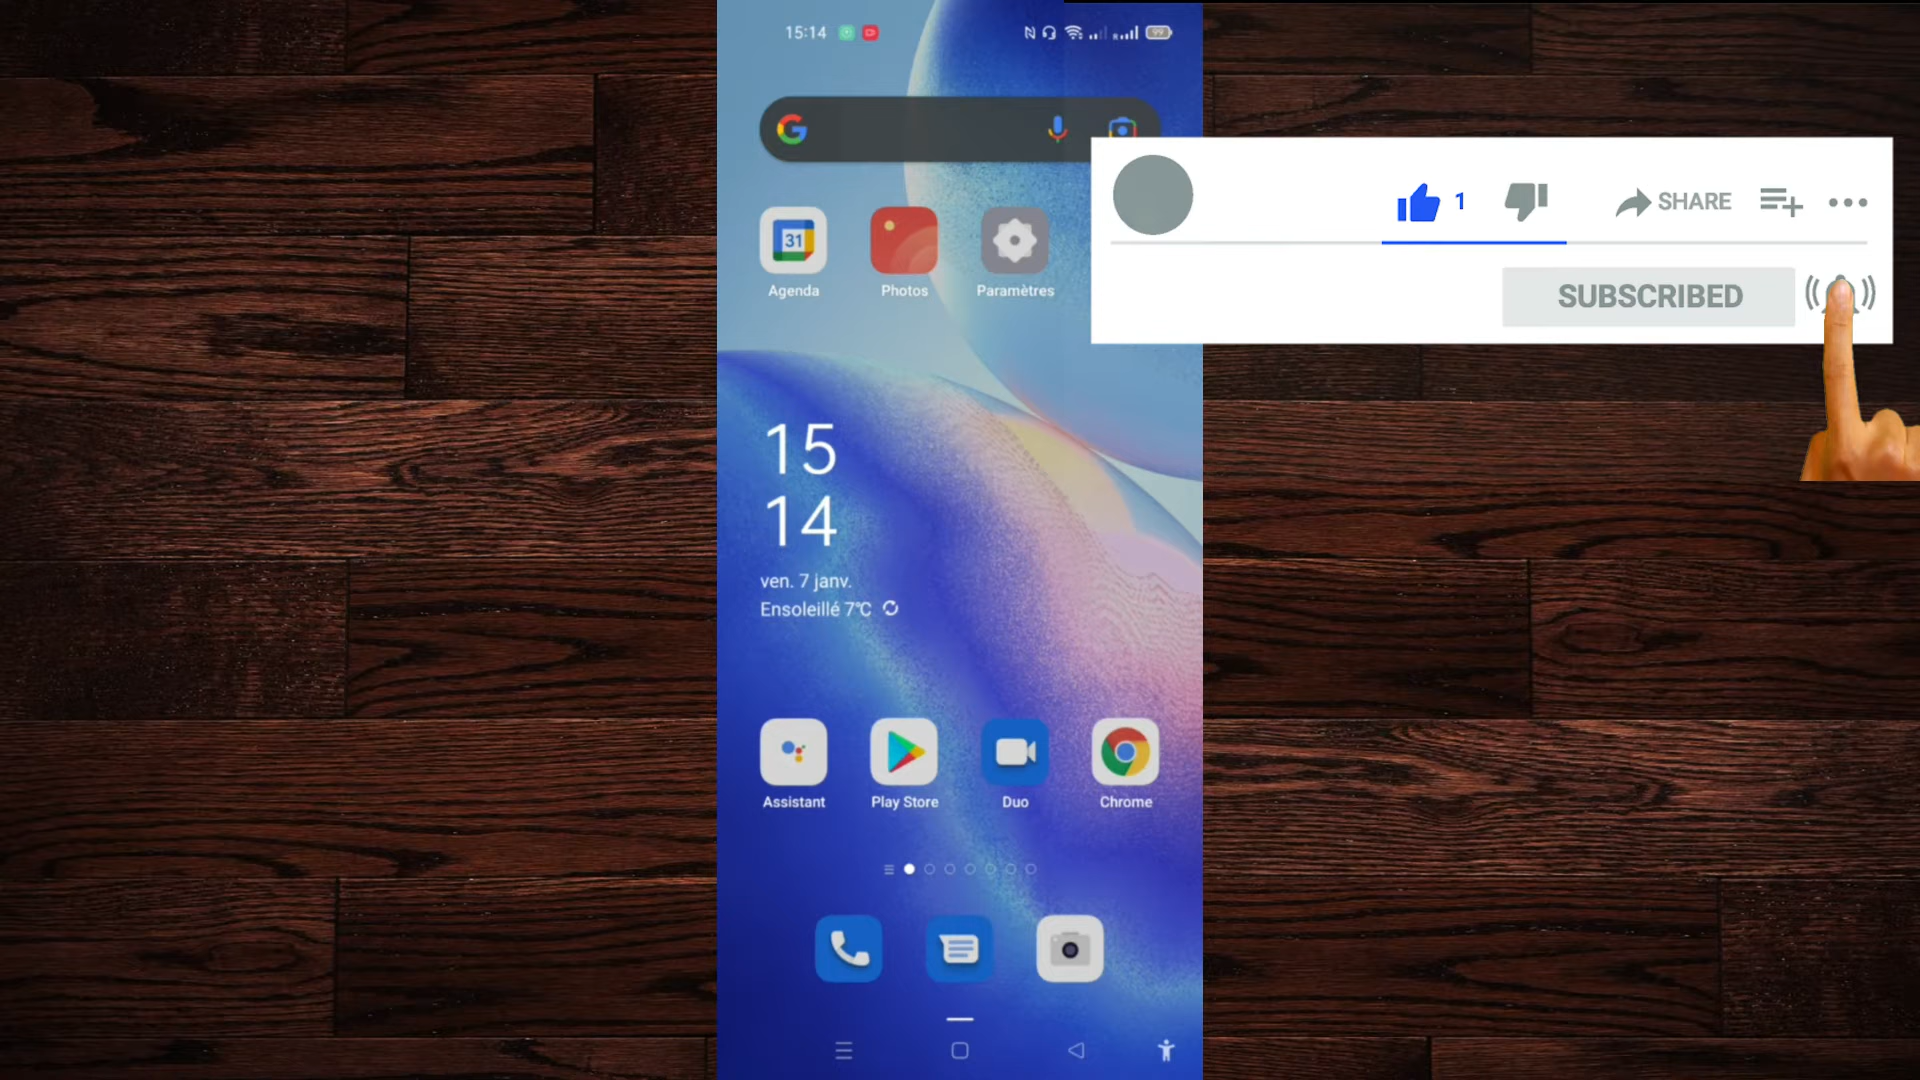 15:14
99
1
SHARE
31
Agenda
Photos
Paramètres
SUBSCRIBED
15
14
ven. 7 janv.
Ensoleillé 7°C
Assistant
Play Store
Duo
Chrome